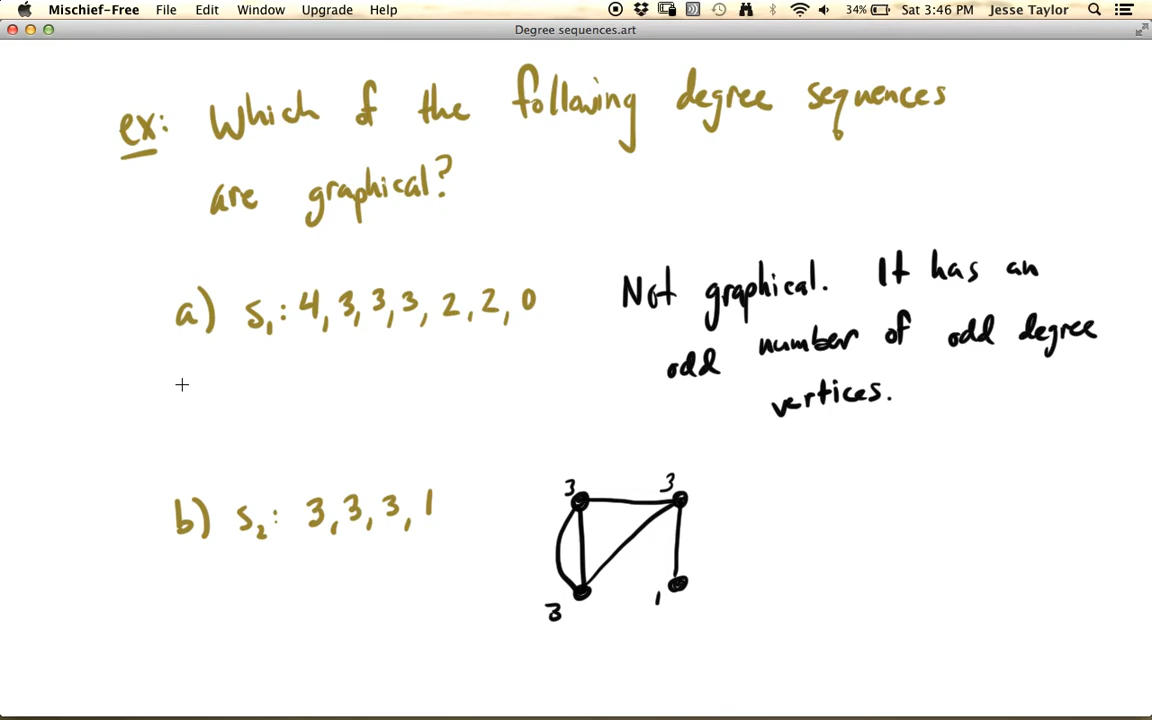 Mischief-Free File Edit Window Upgrade Help 34% Sat 3:46 PM Jesse Taylor
Degree sequences.art
ex: Which of the following degree sequences
are graphical?
a) s₁: 4, 3, 3, 3, 2, 2, 0
Not graphical. It has an
odd number of odd degree
vertices.
b) s₂: 3, 3, 3, 1
3 3
3 1